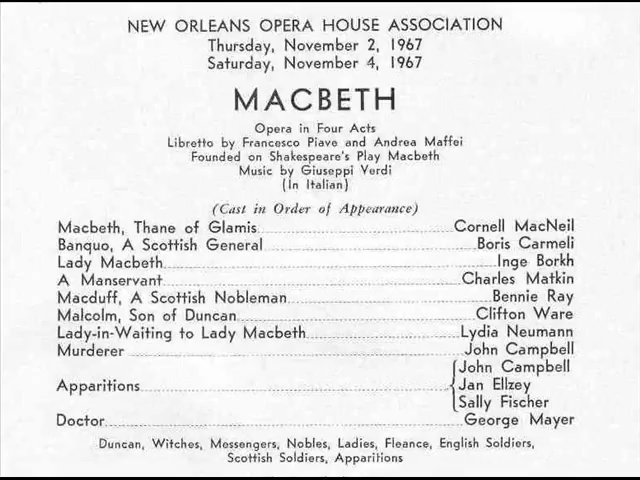 NEW ORLEANS OPERA HOUSE ASSOCIATION
Thursday, November 2, 1967
Saturday, November 4, 1967
MACBETH
Opera in Four Acts
Libretto by Francesco Piave and Andrea Maffei
Founded on Shakespeare's Play Macbeth
Music by Giuseppi Verdi
(In Italian)
(Cast in Order of Appearance)
Macbeth, Thane of Glamis Cornell MacNeil
Banquo, A Scottish General Boris Carmeli
Lady Macbeth Inge Borkh
A Manservant Charles Matkin
Macduff, A Scottish Nobleman Bennie Ray
Malcolm, Son of Duncan Clifton Ware
Lady-in-Waiting to Lady Macbeth Lydia Neumann
Murderer John Campbell
John Campbell
Apparitions Jan Ellzey
Sally Fischer
Doctor George Mayer
Duncan, Witches, Messengers, Nobles, Ladies, Fleance, English Soldiers,
Scottish Soldiers, Apparitions